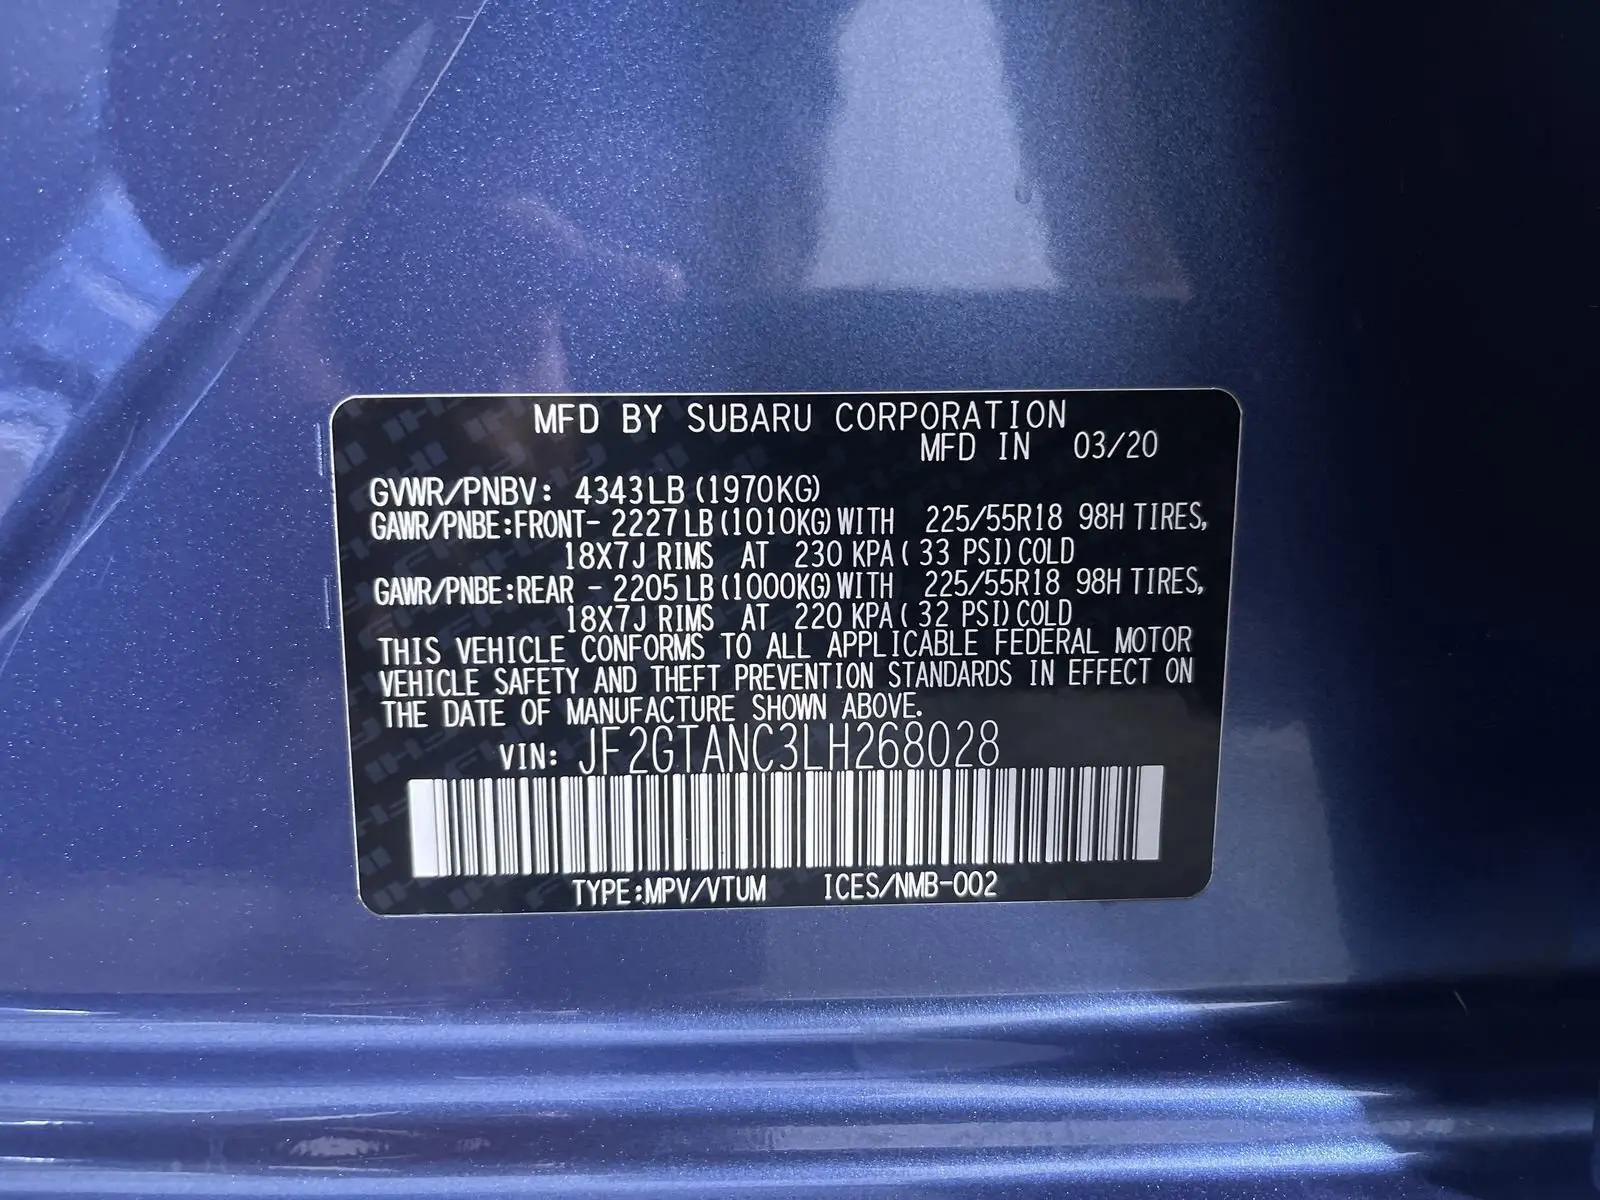 MFD BY SUBARU CORPORATION
MFD IN 03/20
GVWR/PNBV: 4343LB (1970KG)
GAWR/PNBE:FRONT- 2227LB (1010KG) WITH 225/55R18 98H TIRES,
18X7J RIMS AT 230 KPA ( 33 PSI) COLD
GAWR/PNBE:REAR - 2205LB (1000KG) WITH 225/55R18 98H TIRES,
18X7J RIMS AT 220 KPA ( 32 PSI) COLD
THIS VEHICLE CONFORMS TO ALL APPLICABLE FEDERAL MOTOR
VEHICLE SAFETY AND THEFT PREVENTION STANDARDS IN EFFECT ON
THE DATE OF MANUFACTURE SHOWN ABOVE.
VIN: JF2GTANC3LH268028
TYPE:MPV/VTUM ICES/NMB-002